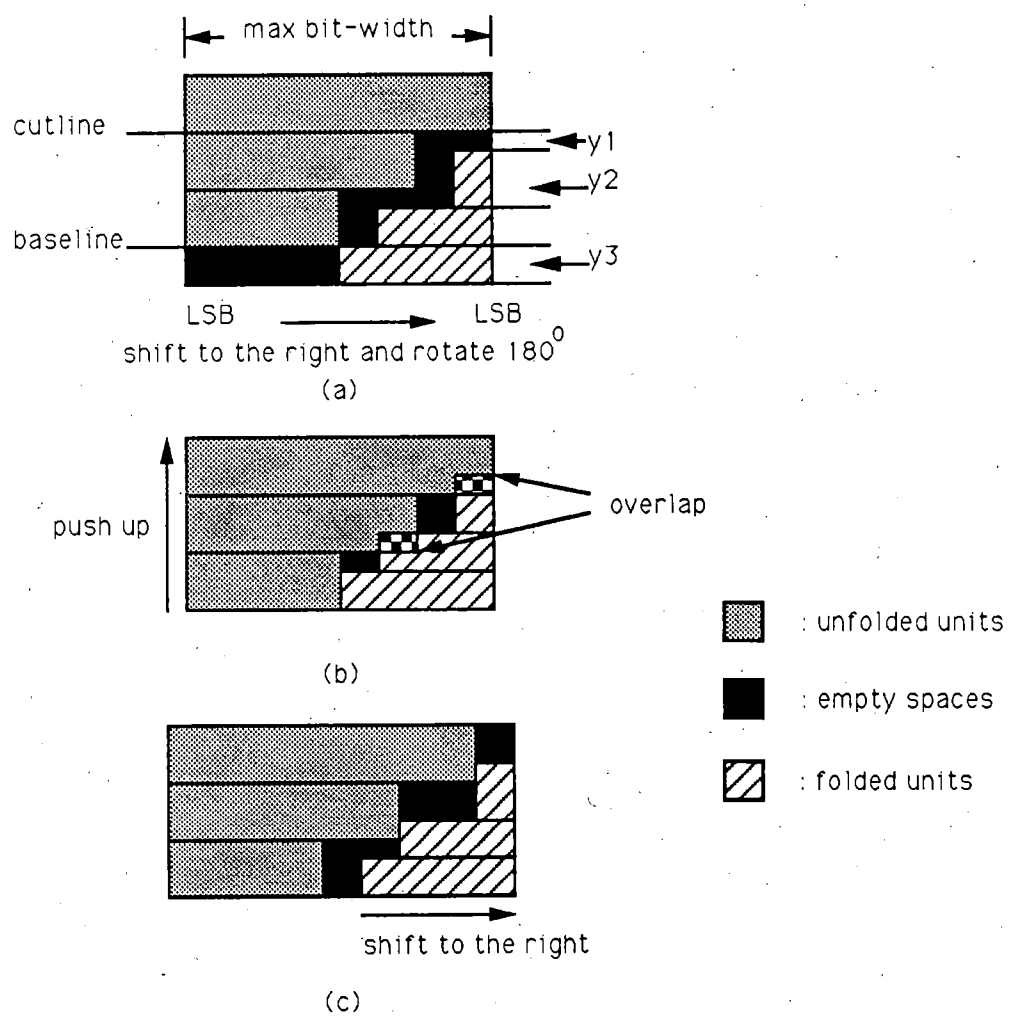 max bit-width
cutline
y1
y2
baseline
y3
LSB LSB
shift to the right and rotate 180°
(a)
push up
overlap
(b)
: unfolded units
: empty spaces
: folded units
shift to the right
(c)